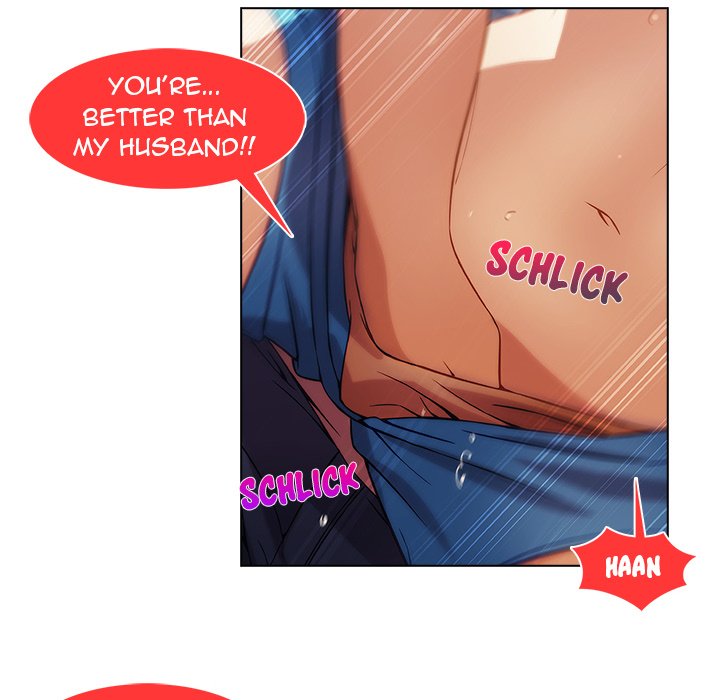 YOU'RE...
BETTER THAN
MY HUSBAND!!
SCHLICK
SCHLICK
HAAN